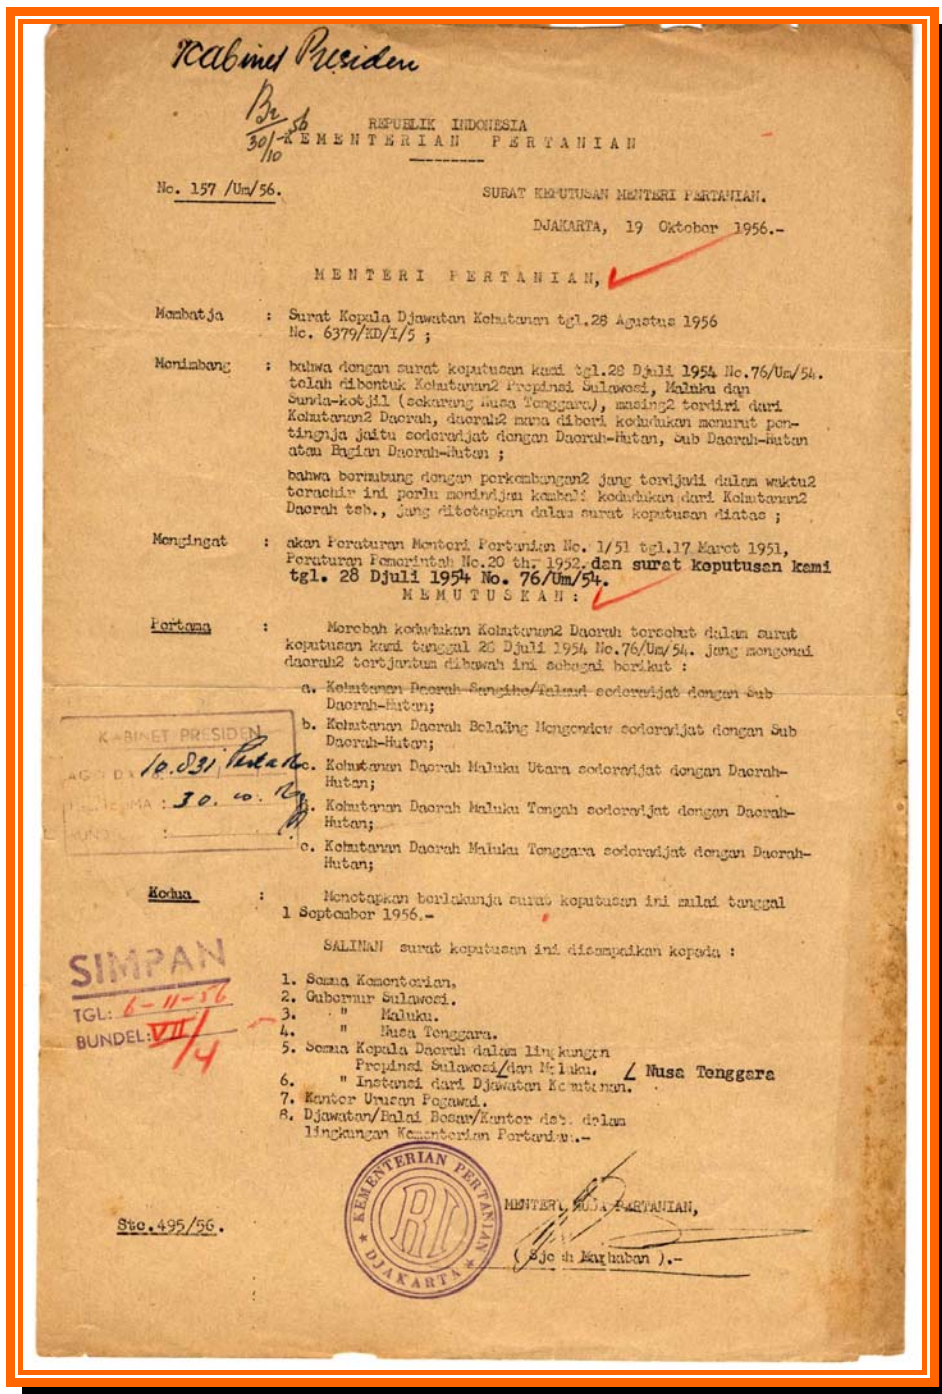 Kabinet Presiden
30/10-56
REPUBLIK INDONESIA
KEMENTERIAN PERTANIAN
No. 157 /Um/56.
SURAT KEPUTUSAN MENTERI PERTANIAN.
DJAKARTA, 19 Oktober 1956.-
MENTERI PERTANIAN,
Membatja : Surat Kepala Djawatan Kehutanan tgl.28 Agustus 1956
No. 6379/KD/I/5 ;
Menimbang : bahwa dengan surat keputusan kami tgl.28 Djuli 1954 No.76/Um/54.
telah dibentuk Kehutanan2 Propinsi Sulawesi, Maluku dan
Sunda-ketjil (sekarang Nusa Tenggara), masing2 terdiri dari
Kehutanan2 Daerah, daerah2 mana diberi kedudukan menurut pen-
tingnja jaitu sederadjat dengan Daerah-Hutan, Sub Daerah-Hutan
atau Bagian Daerah-Hutan ;
bahwa berhubung dengan perkembangan2 jang terdjadi dalam waktu2
terachir ini perlu menindjau kembali kedudukan dari Kehutanan2
Daerah tsb., jang ditetapkan dalam surat keputusan diatas ;
Mengingat : akan Peraturan Menteri Pertanian No. 1/51 tgl.17 Maret 1951,
Peraturan Pemerintah No.20 th. 1952. dan surat keputusan kami
tgl. 28 Djuli 1954 No. 76/Um/54.
MEMUTUSKAN:
Pertama : Merobah kedudukan Kehutanan2 Daerah tersebut dalam surat
keputusan kami tanggal 28 Djuli 1954 No.76/Um/54. jang mengenai
daerah2 tertjantum dibawah ini sebagai berikut :
a. Kehutanan Daerah Sangihe/Talaud sederadjat dengan Sub
Daerah-Hutan;
b. Kehutanan Daerah Bolaäng Mengondow sederadjat dengan Sub
Daerah-Hutan;
c. Kehutanan Daerah Maluku Utara sederadjat dengan Daerah-
Hutan;
Kehutanan Daerah Maluku Tengah sederadjat dengan Daerah-
Hutan;
e. Kehutanan Daerah Maluku Tenggara sederadjat dengan Daerah-
Hutan;
KABINET PRESIDEN
AGENDA 10.831
30.10.
Kedua : Menetapkan berlakunja surat keputusan ini mulai tanggal
1 September 1956.-
SALINAN surat keputusan ini disampaikan kepada :
SIMPAN
TGL: 6-11-56
BUNDEL: VII/4
1. Semua Kementerian,
2. Gubernur Sulawesi.
3. " Maluku.
4. " Nusa Tenggara.
5. Semua Kepala Daerah dalam lingkungan
Propinsi Sulawesi/dan Maluku. / Nusa Tenggara
6. " Instansi dari Djawatan Kehutanan.
7. Kantor Urusan Pegawai.
8. Djawatan/Balai Besar/Kantor dsb. dalam
lingkungan Kementerian Pertanian.-
KEMENTERIAN PERTANIAN
RI
DJAKARTA
MENTERI MUDA PERTANIAN,
( Sjech Marhaban ).-
Stc.495/56.